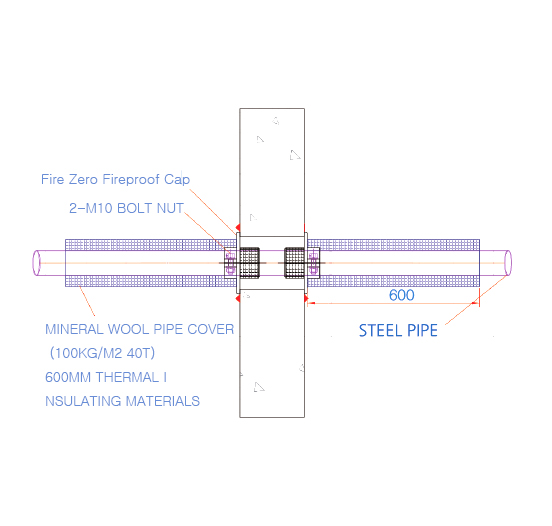 Fire Zero Fireproof Cap
2-M10 BOLT NUT
600
STEEL PIPE
MINERAL WOOL PIPE COVER
(100KG/M2 40T)
600MM THERMAL I
NSULATING MATERIALS